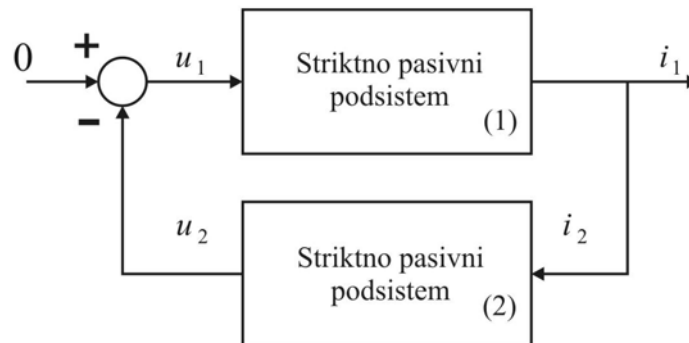 0
+
−
u₁
Striktno pasivni
podsistem
(1)
i₁
u₂
Striktno pasivni
podsistem
(2)
i₂